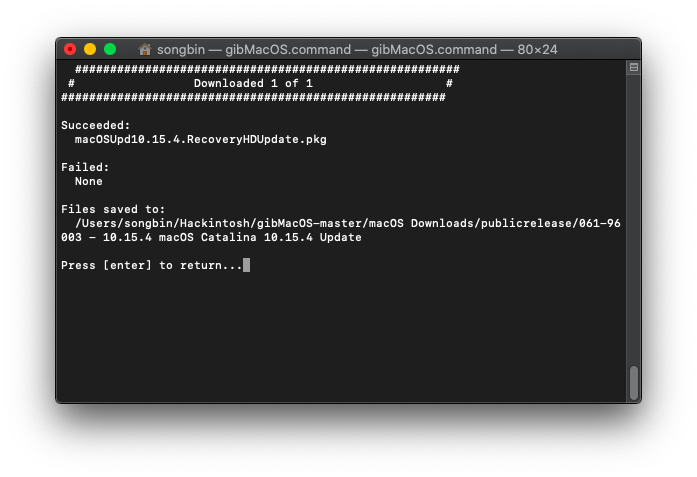 songbin — gibMacOS.command — gibMacOS.command — 80×24
#######################################################
# Downloaded 1 of 1 #
#######################################################
Succeeded:
macOSUpd10.15.4.RecoveryHDUpdate.pkg
Failed:
None
Files saved to:
/Users/songbin/Hackintosh/gibMacOS-master/macOS Downloads/publicrelease/061-96
003 - 10.15.4 macOS Catalina 10.15.4 Update
Press [enter] to return...